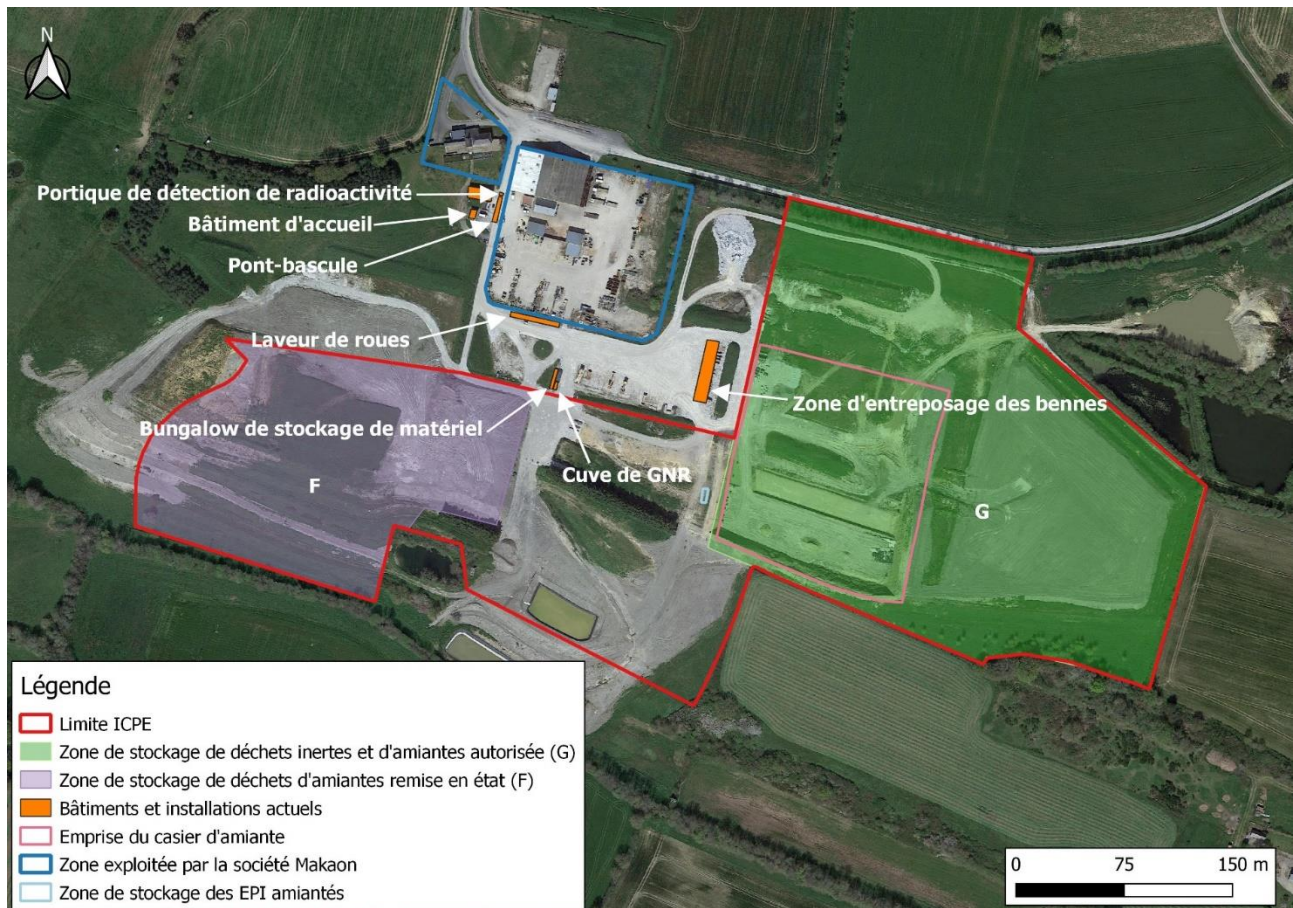 N
Portique de détection de radioactivité
Bâtiment d'accueil
Pont-bascule
Laveur de roues
Zone d'entreposage des bennes
Bungalow de stockage de matériel
Cuve de GNR
F
G
Légende
Limite ICPE
Zone de stockage de déchets inertes et d'amiantes autorisée (G)
Zone de stockage de déchets d'amiantes remise en état (F)
Bâtiments et installations actuels
Emprise du casier d'amiante
Zone exploitée par la société Makaon
Zone de stockage des EPI amiantés
0 75 150 m